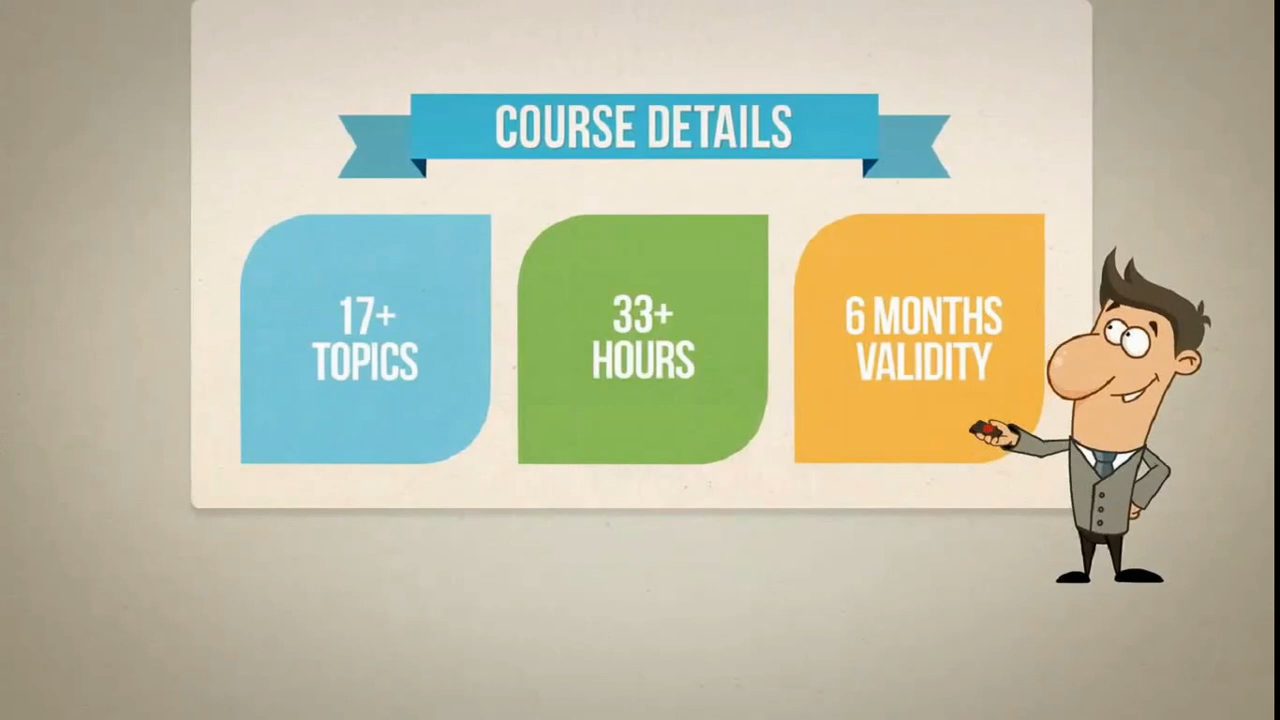 COURSE DETAILS
17+
TOPICS
33+
HOURS
6 MONTHS
VALIDITY